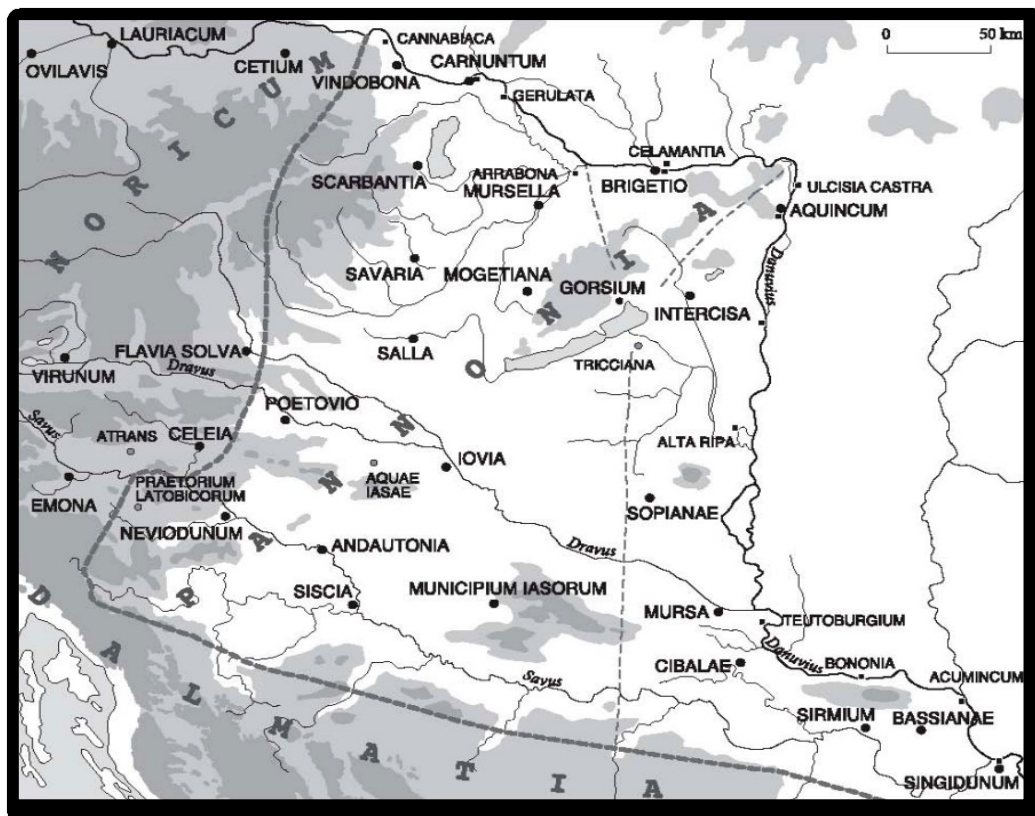 LAURIACUM
CANNABIACA
0 50 km
OVILAVIS
CETIUM
VINDOBONA
CARNUNTUM
GERULATA
NORICUM
SCARBANTIA
ARRABONA
MURSELLA
CELAMANTIA
BRIGETIO
ULCISIA CASTRA
AQUINCUM
SAVARIA
MOGETIANA
GORSIUM
INTERCISA
Danuvius
VIRUNUM
FLAVIA SOLVA
Dravus
SALLA
TRICCIANA
PANNONIA
Savus
ATRANS
CELEIA
POETOVIO
IOVIA
ALTA RIPA
EMONA
PRAETORIUM
LATOBICORUM
NEVIODUNUM
AQUAE
IASAE
SOPIANAE
ANDAUTONIA
Dravus
SISCIA
MUNICIPIUM IASORUM
MURSA
TEUTOBURGIUM
DALMATIA
Savus
CIBALAE
Danuvius
BONONIA
ACUMINCUM
SIRMIUM
BASSIANAE
SINGIDUNUM